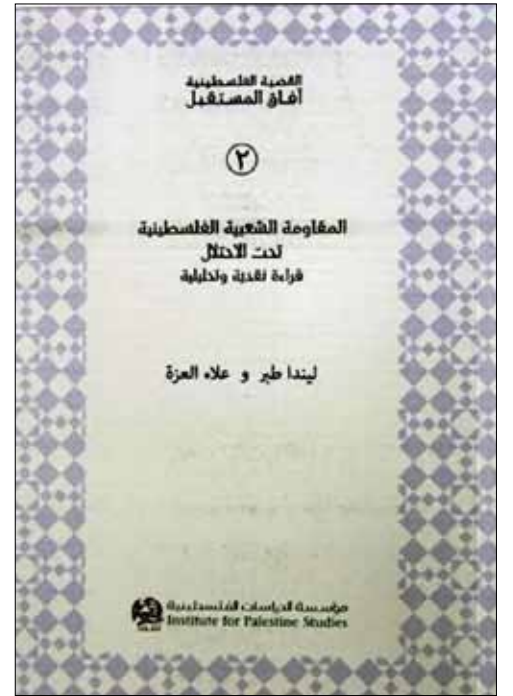 القضية الفلسطينية
آفاق المستقبل
٢
المقاومة الشعبية الفلسطينية
تحت الاحتلال
قراءة نقدية وتحليلية
ليندا طبر و علاء العزة
مؤسسة الدراسات الفلسطينية
Institute for Palestine Studies